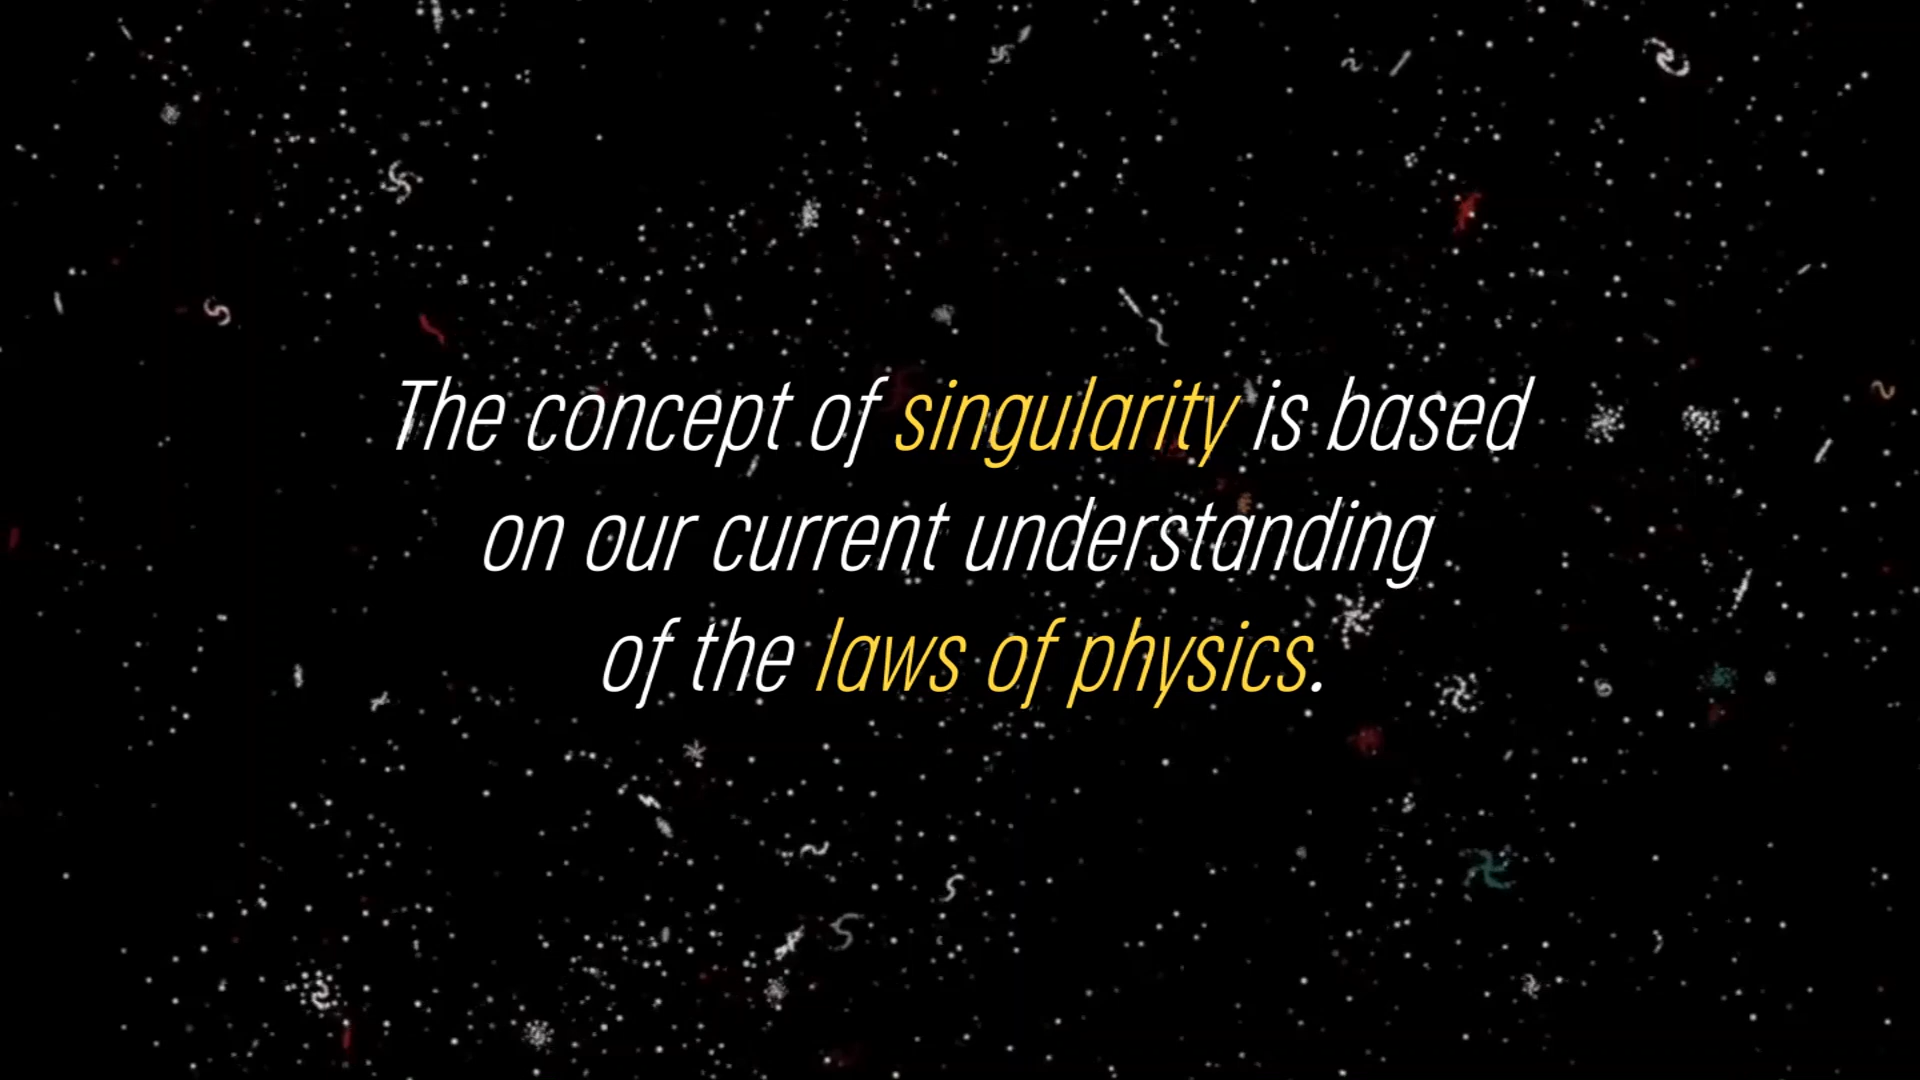 The concept of singularity is based
on our current understanding
of the laws of physics.